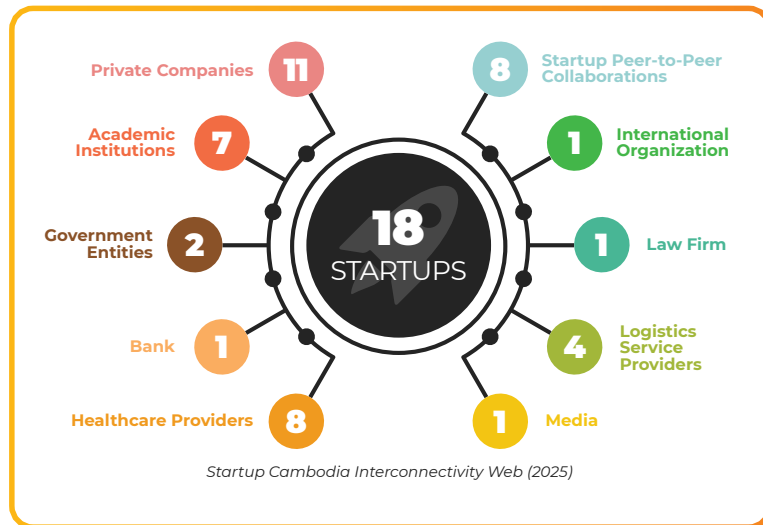 Private Companies
11
8
Startup Peer-to-Peer
Collaborations
Academic
Institutions
7
1
International
Organization
Government
Entities
2
18
STARTUPS
1
Law Firm
Bank
1
4
Logistics
Service
Providers
Healthcare Providers
8
1
Media
Startup Cambodia Interconnectivity Web (2025)